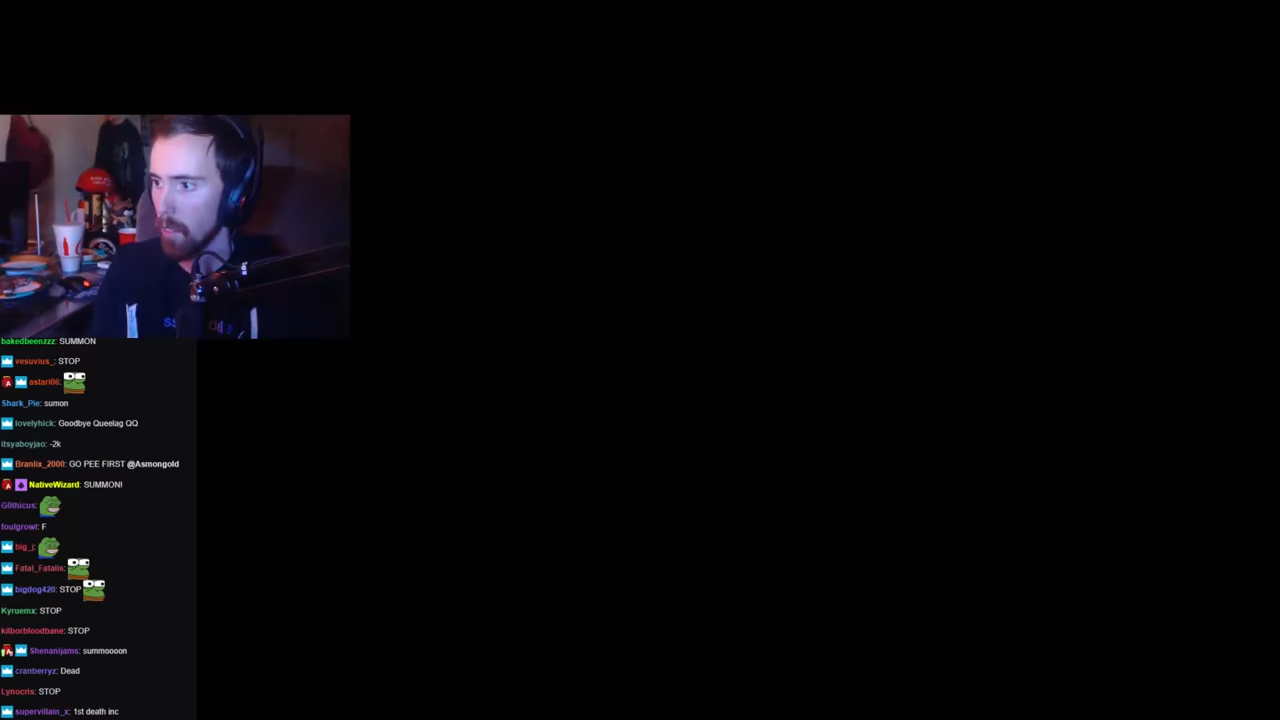 bakedbeenzzz: SUMMON
vesuvius_: STOP
astari06:
Shark_Pie: sumon
lovelyhick: Goodbye Queelag QQ
itsyaboyjao: -2k
Branlix_2000: GO PEE FIRST @Asmongold
NativeWizard: SUMMON!
G0thicus:
foulgrowl: F
big_j:
Fatal_Fatalis:
bigdog420: STOP
Kyruemx: STOP
kilborbloodbane: STOP
Shenanijams: summoooon
cranberryz: Dead
Lynocris: STOP
supervillain_x: 1st death inc